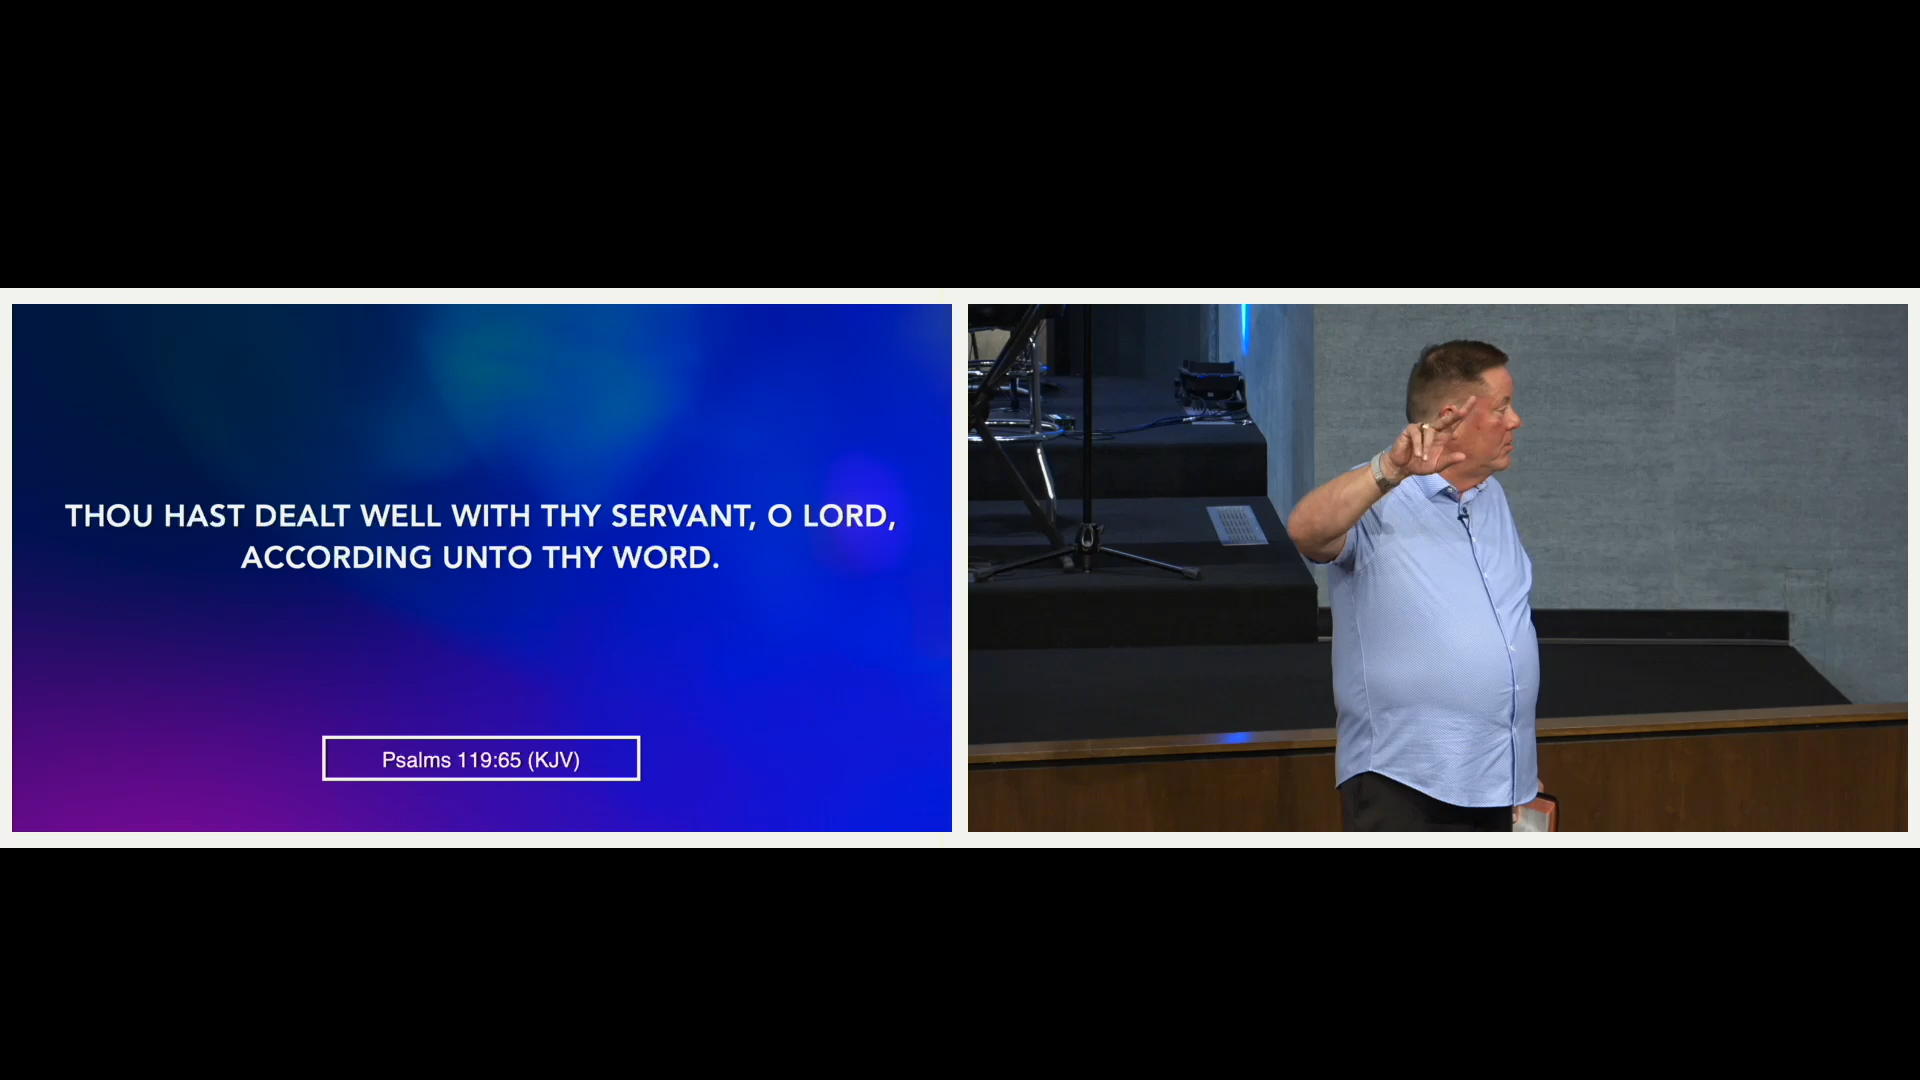 THOU HAST DEALT WELL WITH THY SERVANT, O LORD,
ACCORDING UNTO THY WORD.
Psalms 119:65 (KJV)